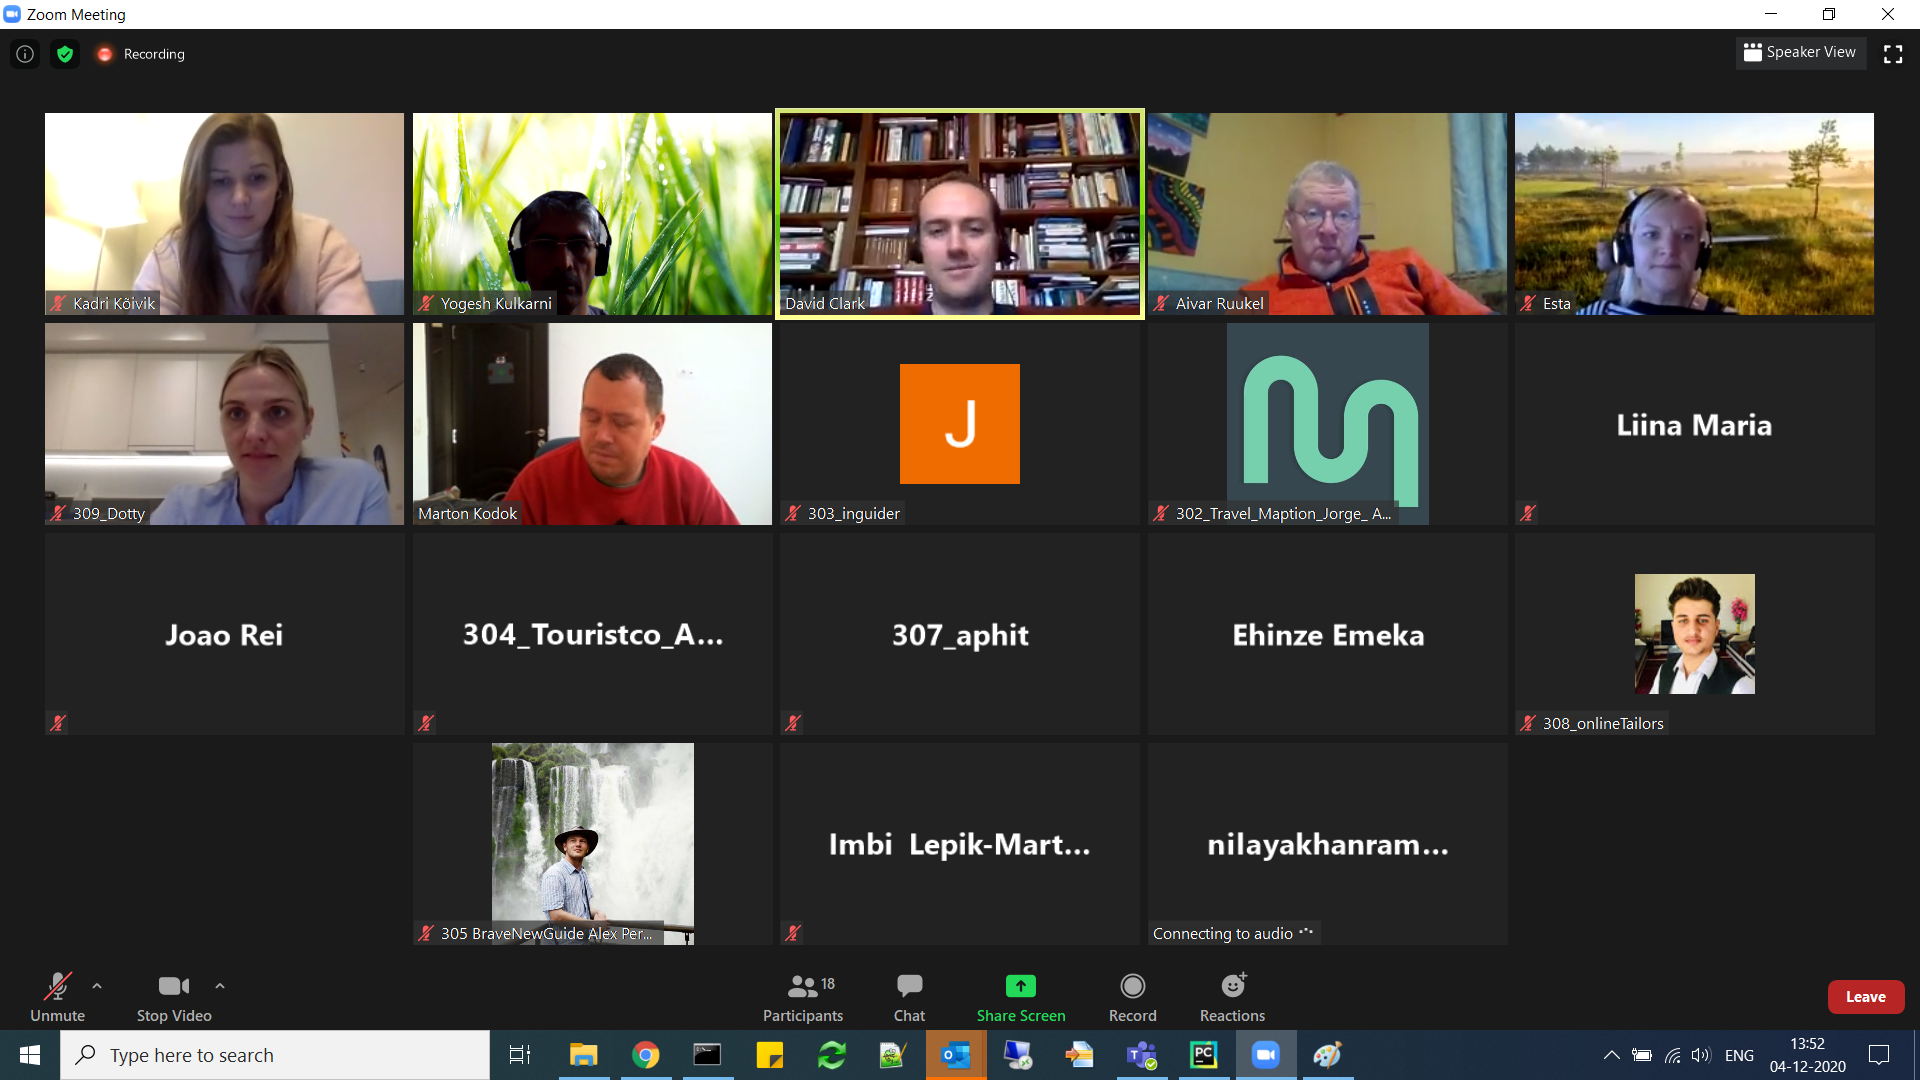 Zoom Meeting
Recording
Speaker View
Kadri Kõivik
Yogesh Kulkarni
David Clark
Aivar Ruukel
Esta
309_Dotty
Marton Kodok
J
303_inguider
302_Travel_Maption_Jorge_ A...
Liina Maria
Joao Rei
304_Touristco_A...
307_aphit
Ehinze Emeka
308_onlineTailors
305 BraveNewGuide Alex Per...
Imbi Lepik-Mart...
nilayakhanram...
Connecting to audio
Unmute
Stop Video
18
Participants
Chat
Share Screen
Record
Reactions
Leave
Type here to search
PC
ENG
13:52
04-12-2020